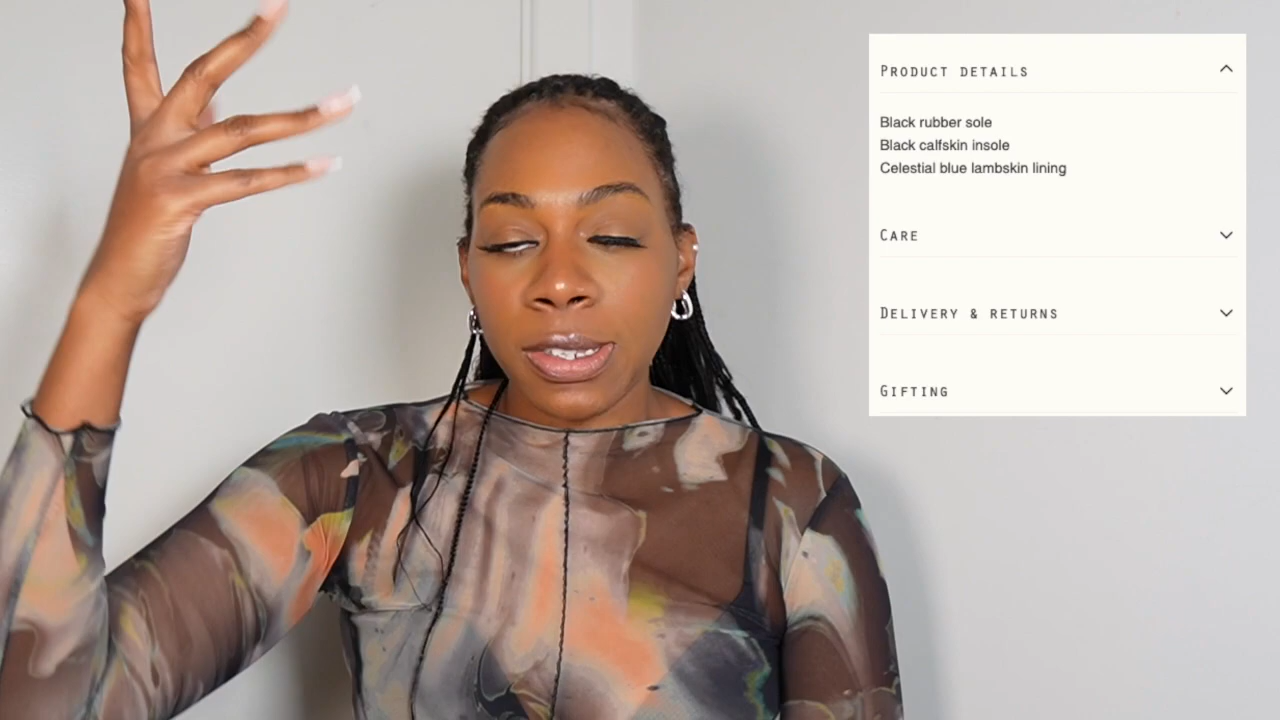 PRODUCT DETAILS
Black rubber sole
Black calfskin insole
Celestial blue lambskin lining
CARE
DELIVERY & RETURNS
GIFTING